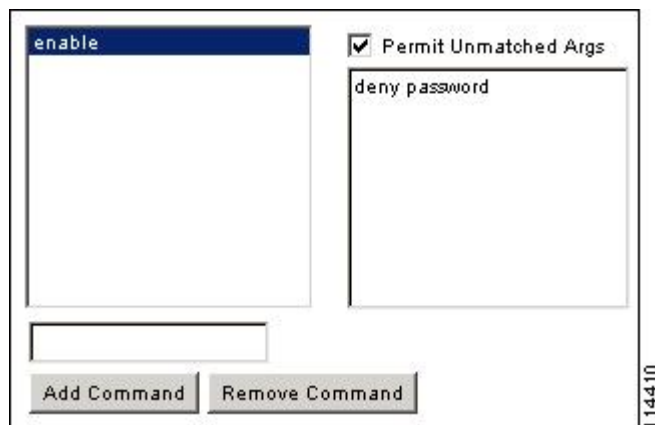 enable
Permit Unmatched Args
deny password
Add Command
Remove Command
114410